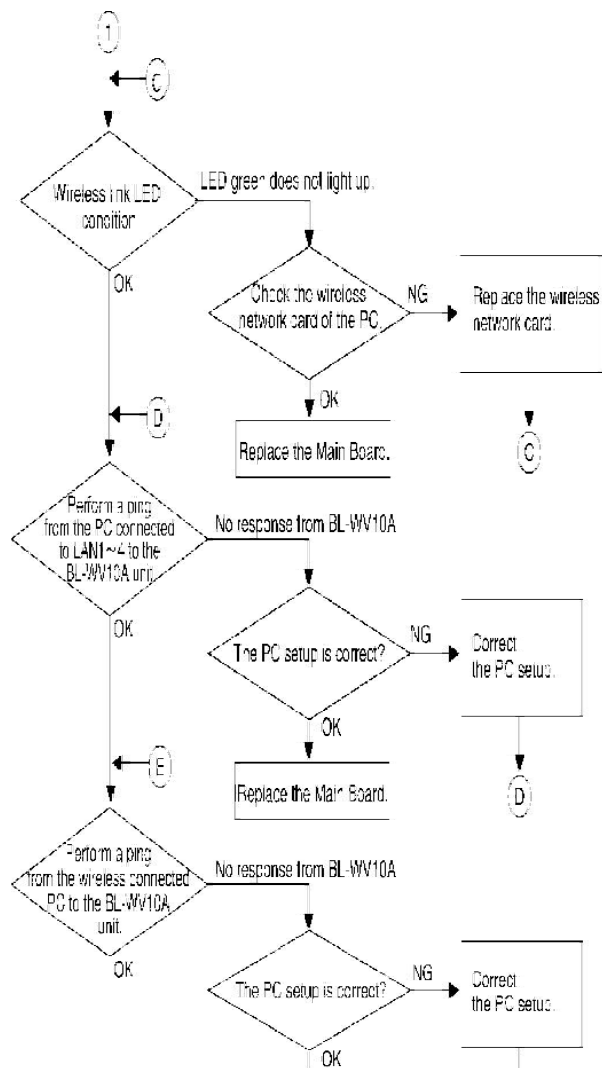 1
C
Wireless link LED
condition
LED green does not light up.
OK
Check the wireless
network card of the PC.
NG
Replace the wireless
network card.
OK
Replace the Main Board.
C
D
Perform a ping
from the PC connected
to LAN1~4 to the
BL-WV10A unit.
No response from BL-WV10A
OK
The PC setup is correct?
NG
Correct
the PC setup.
OK
Replace the Main Board.
D
E
Perform a ping
from the wireless connected
PC to the BL-WV10A
unit.
No response from BL-WV10A
OK
The PC setup is correct?
NG
Correct
the PC setup.
OK